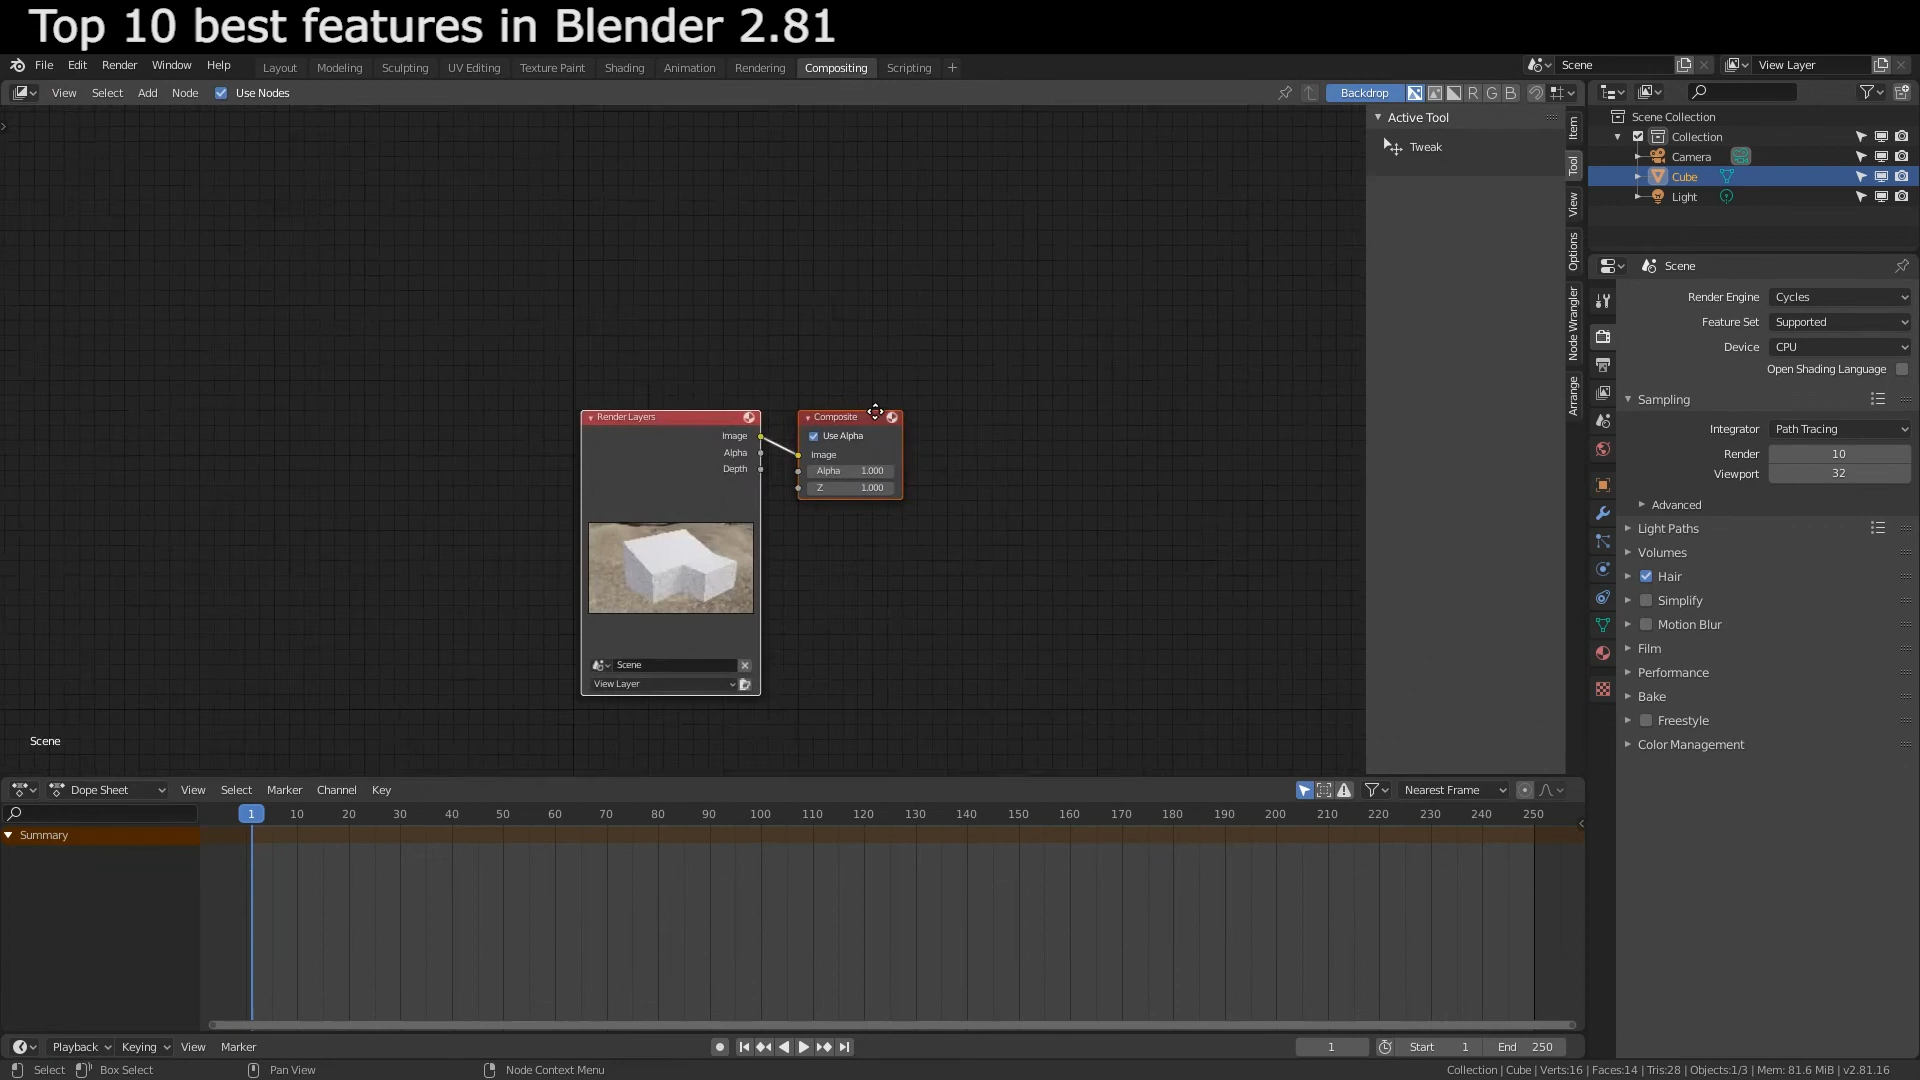 Top 10 best features in Blender 2.81
File Edit Render Window Help Layout Modeling Sculpting UV Editing Texture Paint Shading Animation Rendering Compositing Scripting + Scene View Layer
View Select Add Node Use Nodes Backdrop R G B
Active Tool
Tweak
Item
Tool
View
Options
Node Wrangler
Arrange
Scene Collection
Collection
Camera
Cube
Light
Scene
Render Engine Cycles
Feature Set Supported
Device CPU
Open Shading Language
Sampling
Integrator Path Tracing
Render 10
Viewport 32
Advanced
Light Paths
Volumes
Hair
Simplify
Motion Blur
Film
Performance
Bake
Freestyle
Color Management
Render Layers
Image
Alpha
Depth
Scene
View Layer
Composite
Use Alpha
Image
Alpha 1.000
Z 1.000
Scene
Dope Sheet View Select Marker Channel Key Nearest Frame
1 10 20 30 40 50 60 70 80 90 100 110 120 130 140 150 160 170 180 190 200 210 220 230 240 250
Summary
Playback Keying View Marker 1 Start 1 End 250
Select Box Select Pan View Node Context Menu Collection | Cube | Verts:16 | Faces:14 | Tris:28 | Objects:1/3 | Mem: 81.6 MiB | v2.81.16